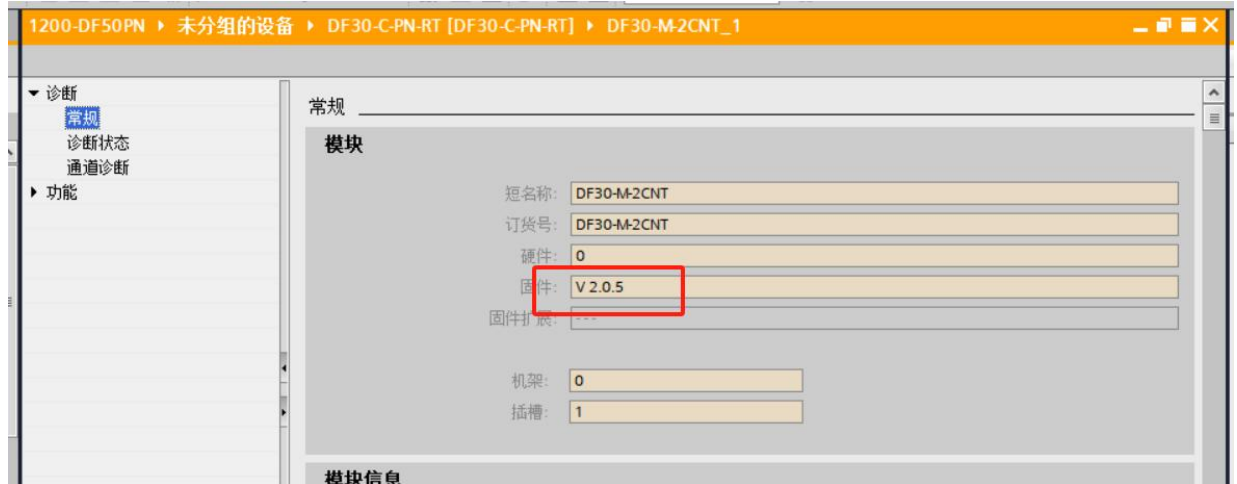 1200-DF50PN ▸ 未分组的设备 ▸ DF30-C-PN-RT [DF30-C-PN-RT] ▸ DF30-M-2CNT_1
诊断
常规
诊断状态
通道诊断
功能
常规
模块
短名称: DF30-M-2CNT
订货号: DF30-M-2CNT
硬件: 0
固件: V 2.0.5
固件扩展: ---
机架: 0
插槽: 1
模块信息